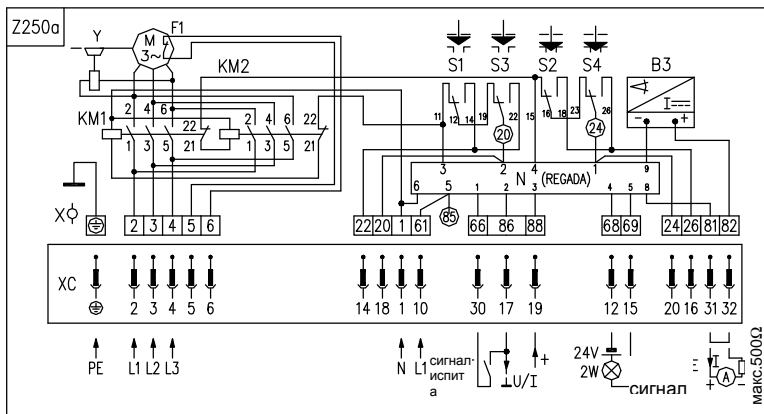 Z250a
Y
M
3~
F1
KM2
S1 S3 S2 S4 B3
KM1
2 4 6 22 2 4 6 22
1 3 5 21 1 3 5 21
11 12 14 19 22 15 16 18 23 26
20 24
I
- +
3 2 4 1 9
N (REGADA)
6 5 1 2 3 4 5 8
85
X
2 3 4 5 6 22 20 1 61 66 86 88 68 69 24 26 81 82
XC
2 3 4 5 6 14 18 1 10 30 17 19 12 15 20 16 31 32
PE L1 L2 L3 N L1
сигнал·
испит
а
U/I
+
24V
2W
сигнал
I
+ A -
макс.500Ω